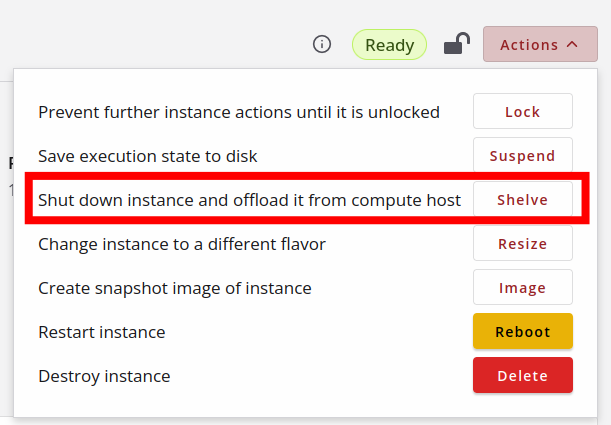 Ready
Actions
Prevent further instance actions until it is unlocked Lock
Save execution state to disk Suspend
Shut down instance and offload it from compute host Shelve
Change instance to a different flavor Resize
Create snapshot image of instance Image
Restart instance Reboot
Destroy instance Delete